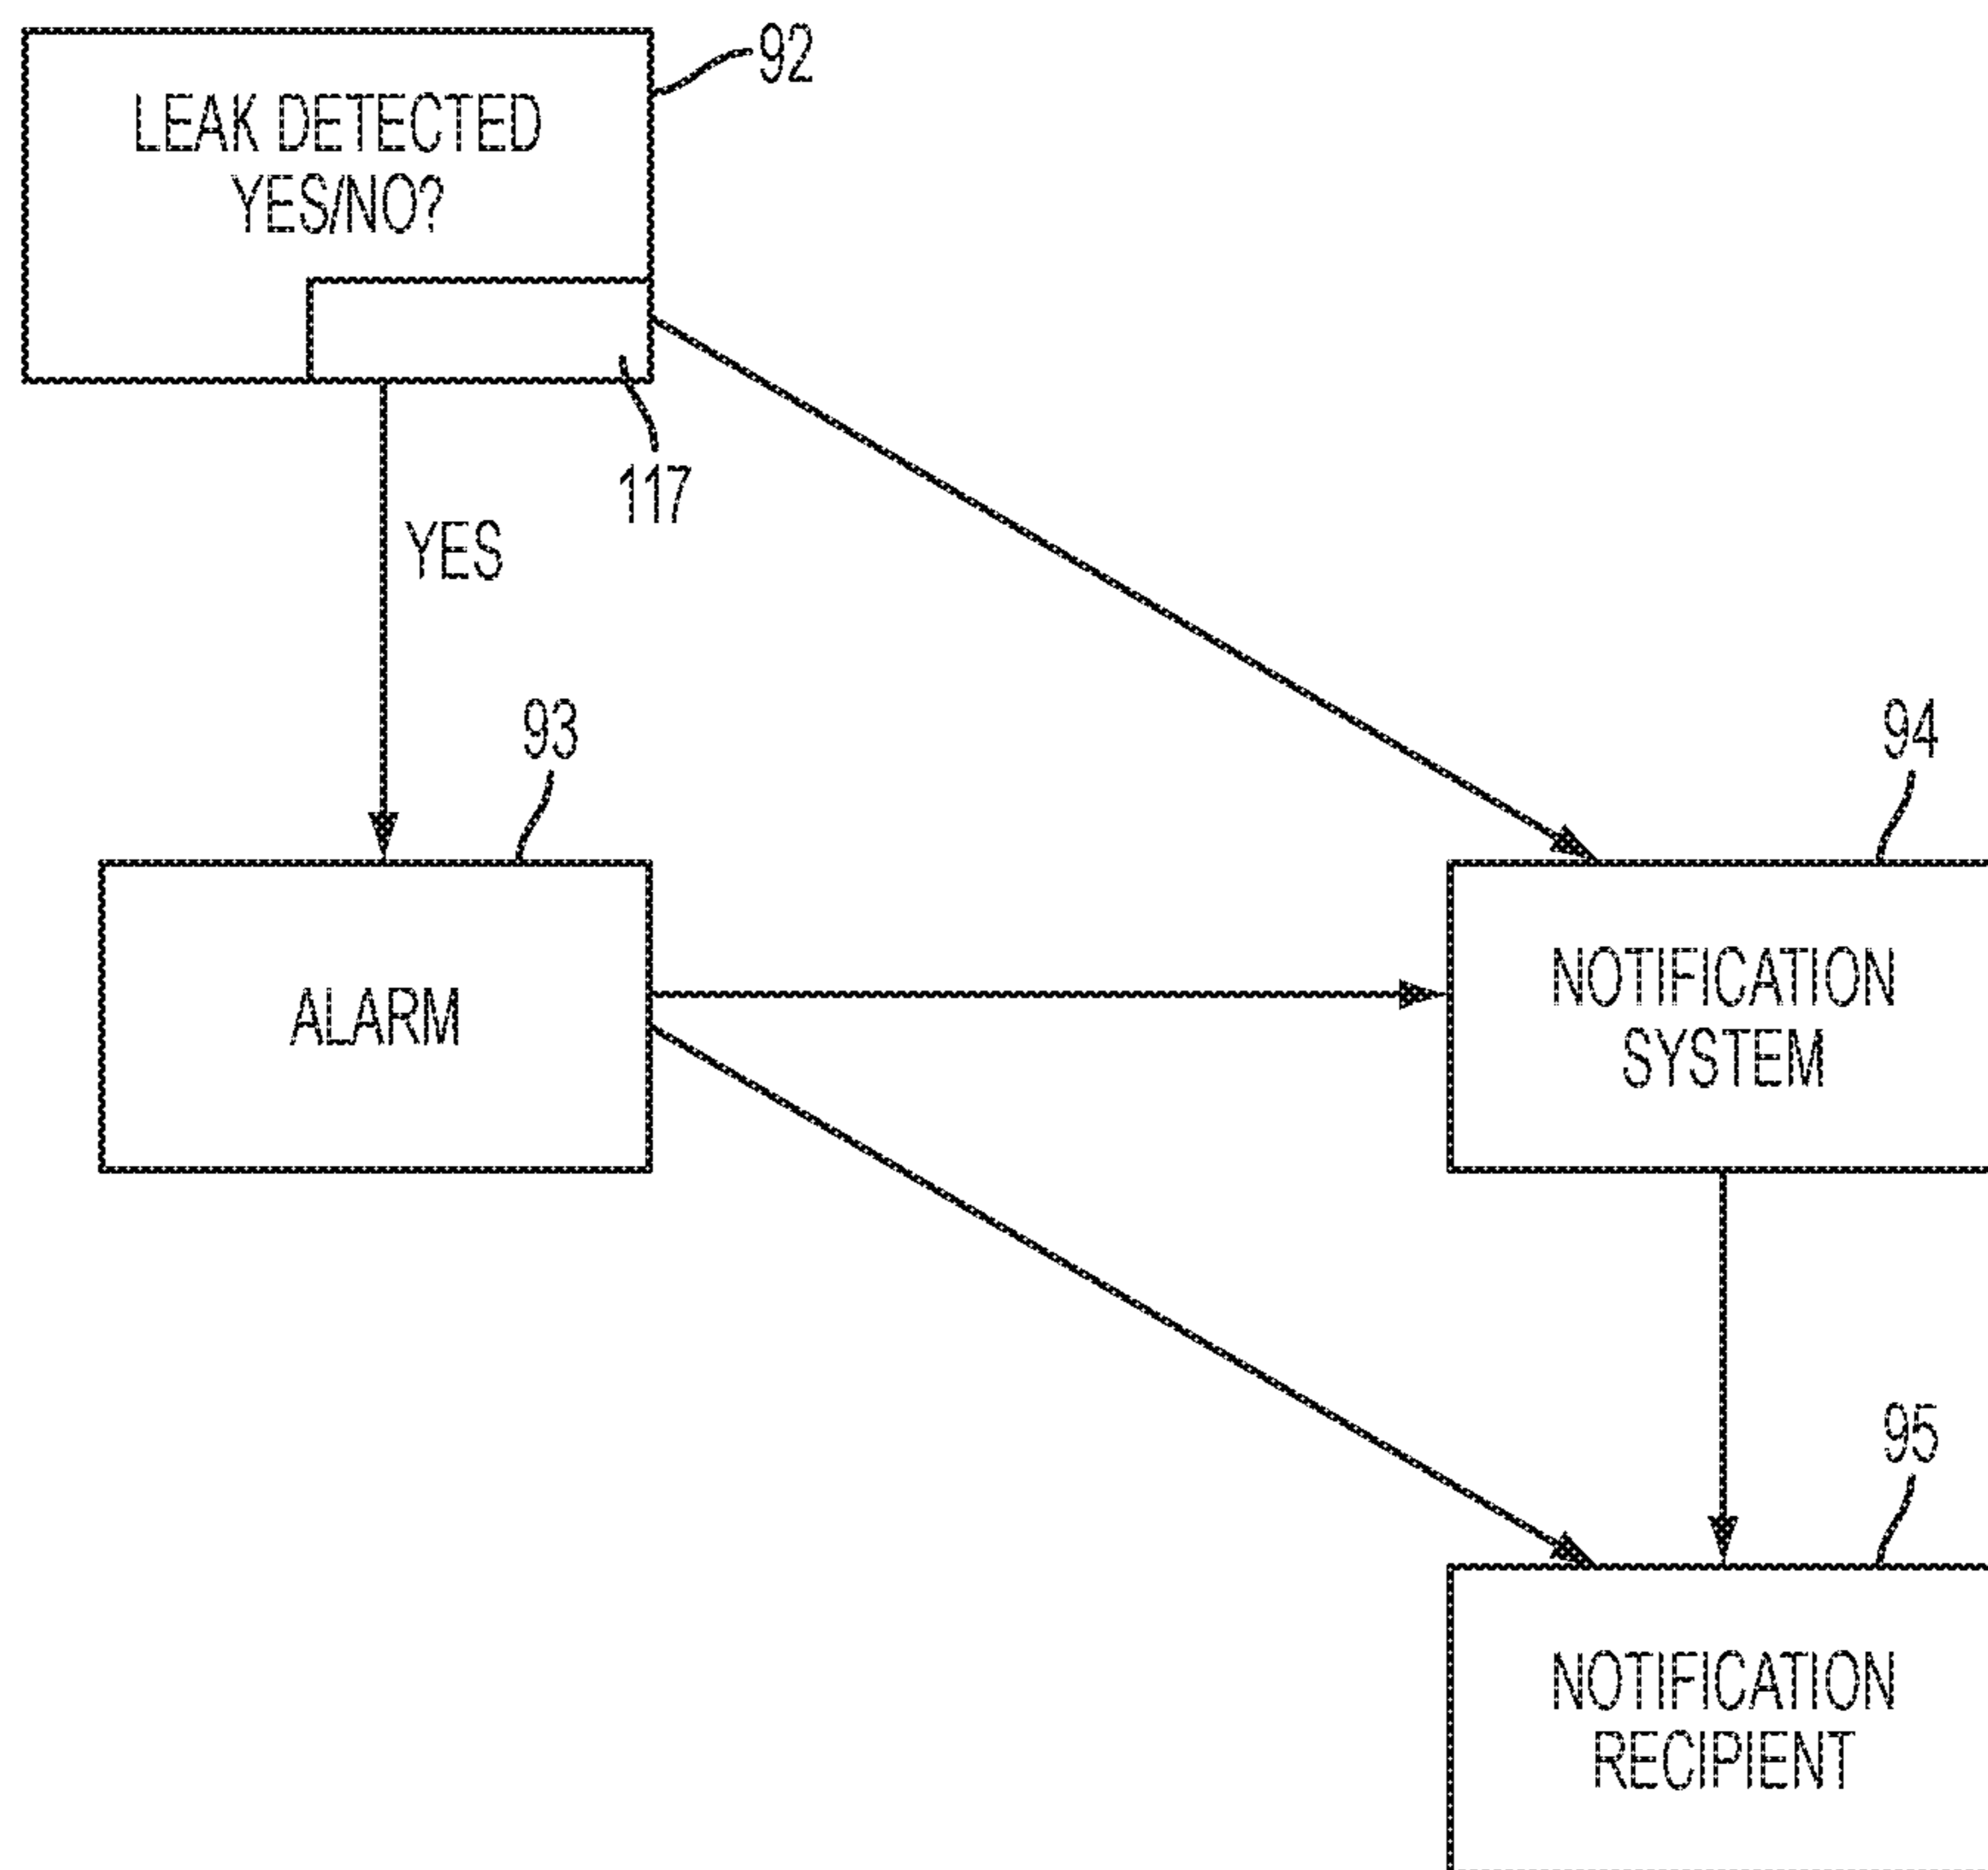 92
LEAK DETECTED
YES/NO?
117
YES
93
94
ALARM
NOTIFICATION
SYSTEM
95
NOTIFICATION
RECIPIENT